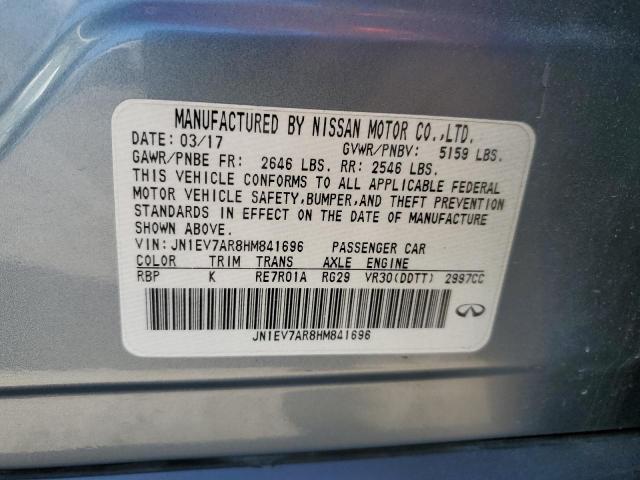 MANUFACTURED BY NISSAN MOTOR CO.,LTD.
DATE: 03/17 GVWR/PNBV: 5159 LBS.
GAWR/PNBE FR: 2646 LBS. RR: 2546 LBS.
THIS VEHICLE CONFORMS TO ALL APPLICABLE FEDERAL
MOTOR VEHICLE SAFETY,BUMPER,AND THEFT PREVENTION
STANDARDS IN EFFECT ON THE DATE OF MANUFACTURE
SHOWN ABOVE.
VIN: JN1EV7AR8HM841696 PASSENGER CAR
COLOR TRIM TRANS AXLE ENGINE
RBP K RE7R01A RG29 VR30(DDTT) 2997CC
JN1EV7AR8HM841696